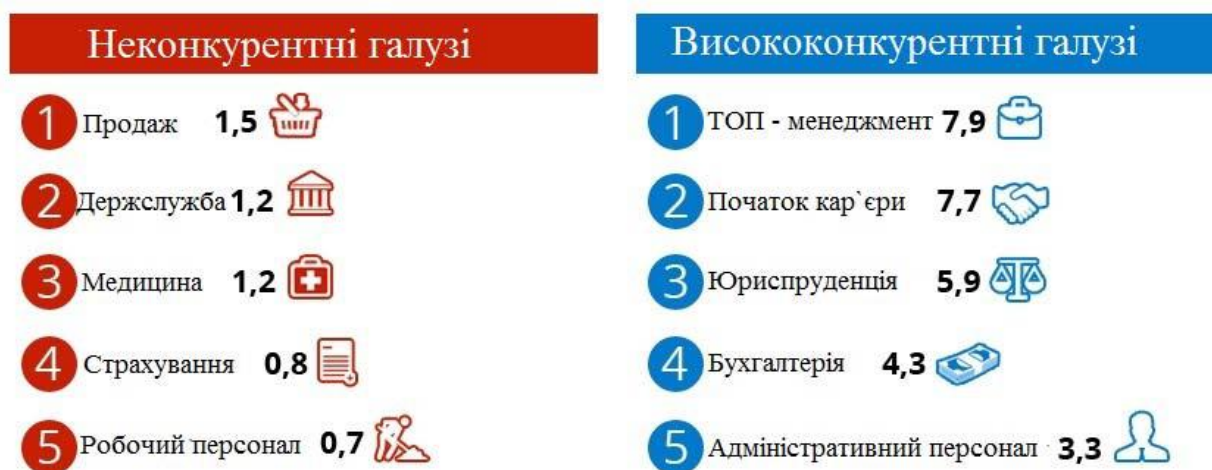 Неконкурентні галузі
1 Продаж 1,5
2 Держслужба 1,2
3 Медицина 1,2
4 Страхування 0,8
5 Робочий персонал 0,7
Висококонкурентні галузі
1 ТОП - менеджмент 7,9
2 Початок кар`єри 7,7
3 Юриспруденція 5,9
4 Бухгалтерія 4,3
5 Адміністративний персонал 3,3